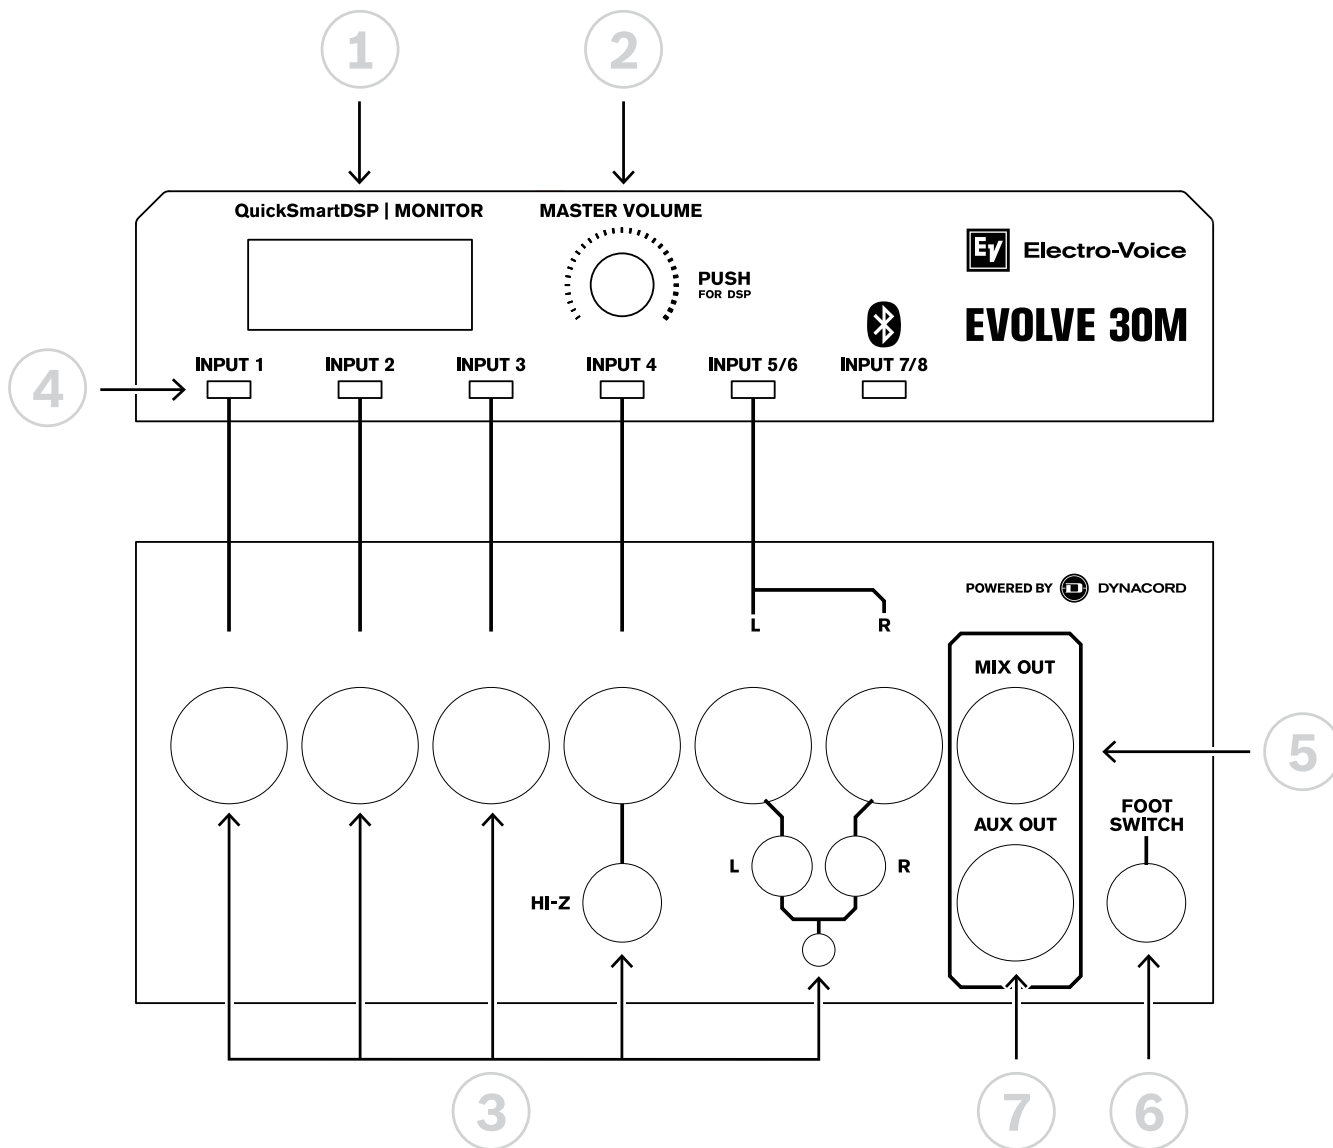 1
2
QuickSmartDSP | MONITOR
MASTER VOLUME
EV Electro-Voice
PUSH
FOR DSP
EVOLVE 30M
4
INPUT 1
INPUT 2
INPUT 3
INPUT 4
INPUT 5/6
INPUT 7/8
POWERED BY D DYNACORD
L
R
MIX OUT
5
FOOT
SWITCH
AUX OUT
L
R
HI-Z
3
7
6